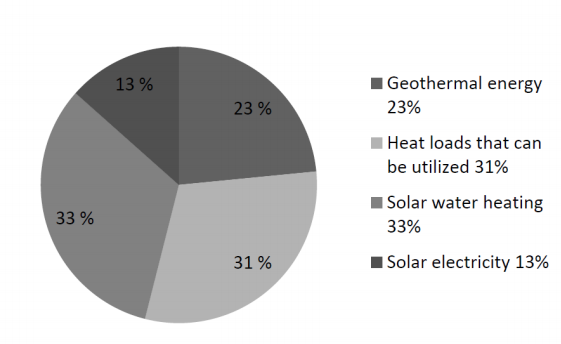 13 %
23 %
33 %
31 %
Geothermal energy
23%
Heat loads that can
be utilized 31%
Solar water heating
33%
Solar electricity 13%